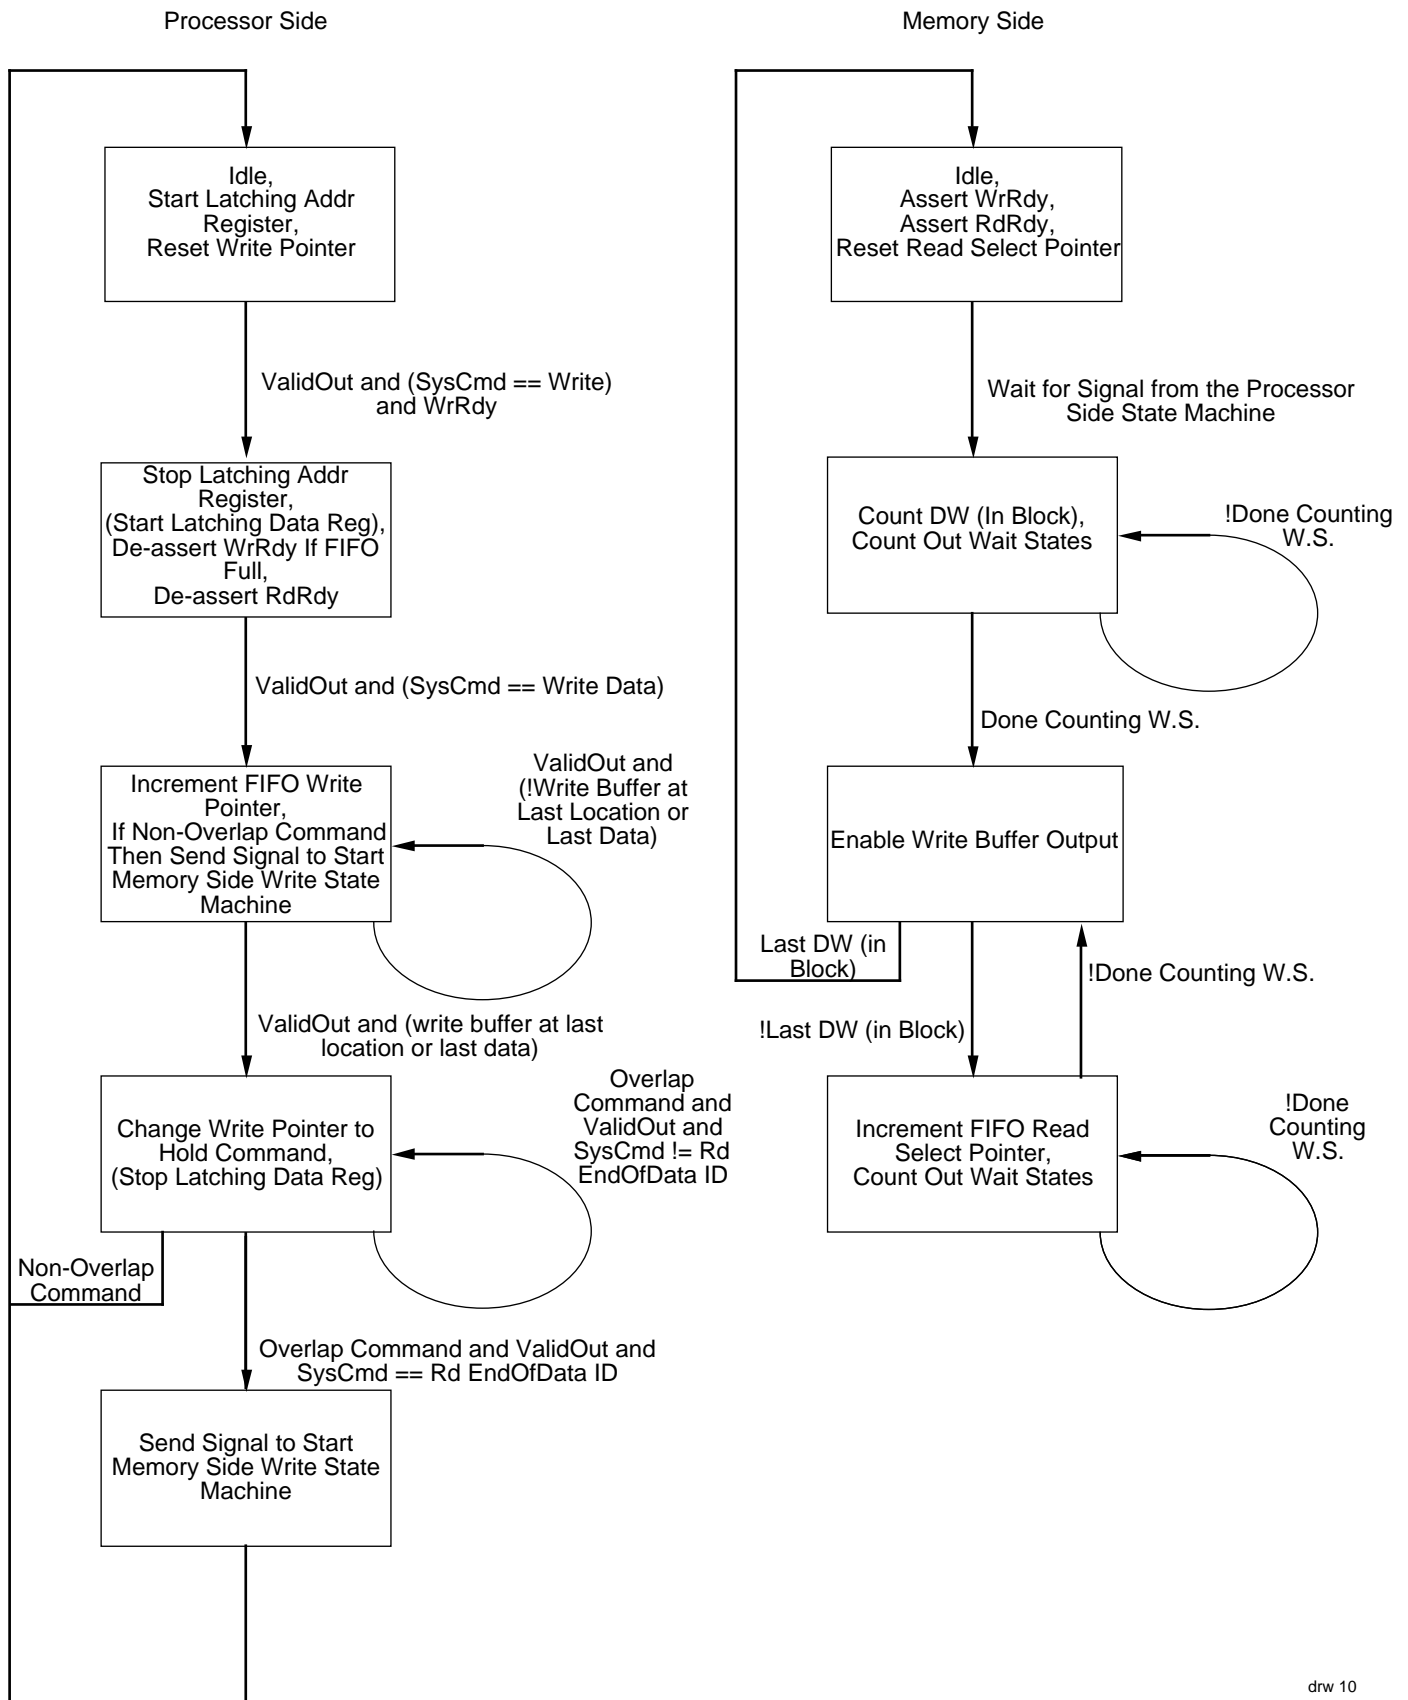 Processor Side
Idle,
Start Latching Addr
Register,
Reset Write Pointer
ValidOut and (SysCmd == Write)
and WrRdy
Stop Latching Addr
Register,
(Start Latching Data Reg),
De-assert WrRdy If FIFO
Full,
De-assert RdRdy
ValidOut and (SysCmd == Write Data)
Increment FIFO Write
Pointer,
If Non-Overlap Command
Then Send Signal to Start
Memory Side Write State
Machine
ValidOut and
(!Write Buffer at
Last Location or
Last Data)
ValidOut and (write buffer at last
location or last data)
Change Write Pointer to
Hold Command,
(Stop Latching Data Reg)
Overlap
Command and
ValidOut and
SysCmd != Rd
EndOfData ID
Non-Overlap
Command
Overlap Command and ValidOut and
SysCmd == Rd EndOfData ID
Send Signal to Start
Memory Side Write State
Machine
Memory Side
Idle,
Assert WrRdy,
Assert RdRdy,
Reset Read Select Pointer
Wait for Signal from the Processor
Side State Machine
Count DW (In Block),
Count Out Wait States
!Done Counting
W.S.
Done Counting W.S.
Enable Write Buffer Output
Last DW (in
Block)
!Done Counting W.S.
!Last DW (in Block)
Increment FIFO Read
Select Pointer,
Count Out Wait States
!Done
Counting
W.S.
drw 10